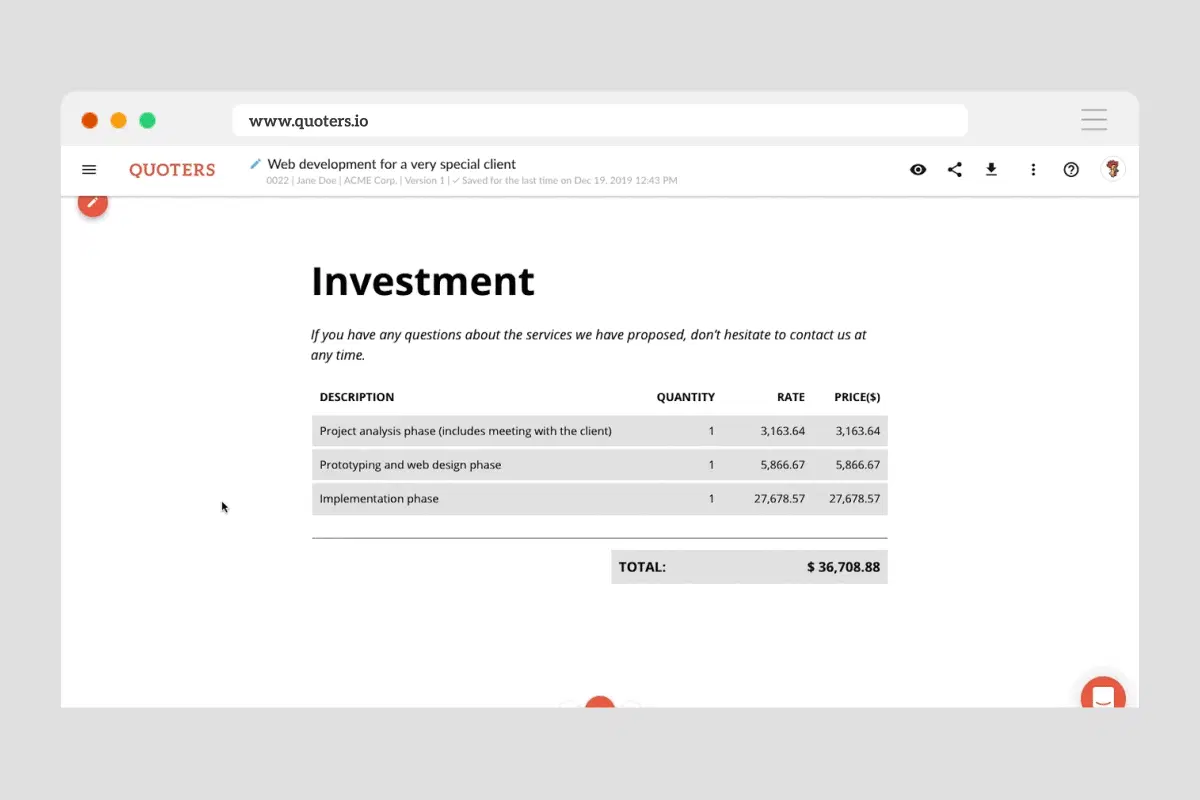 www.quoters.io
QUOTERS
Web development for a very special client
0022 | Jane Doe | ACME Corp. | Version 1 | ✓ Saved for the last time on Dec 19, 2019 12:43 PM
Investment
If you have any questions about the services we have proposed, don't hesitate to contact us at
any time.
DESCRIPTION QUANTITY RATE PRICE($)
Project analysis phase (includes meeting with the client) 1 3,163.64 3,163.64
Prototyping and web design phase 1 5,866.67 5,866.67
Implementation phase 1 27,678.57 27,678.57
TOTAL: $ 36,708.88